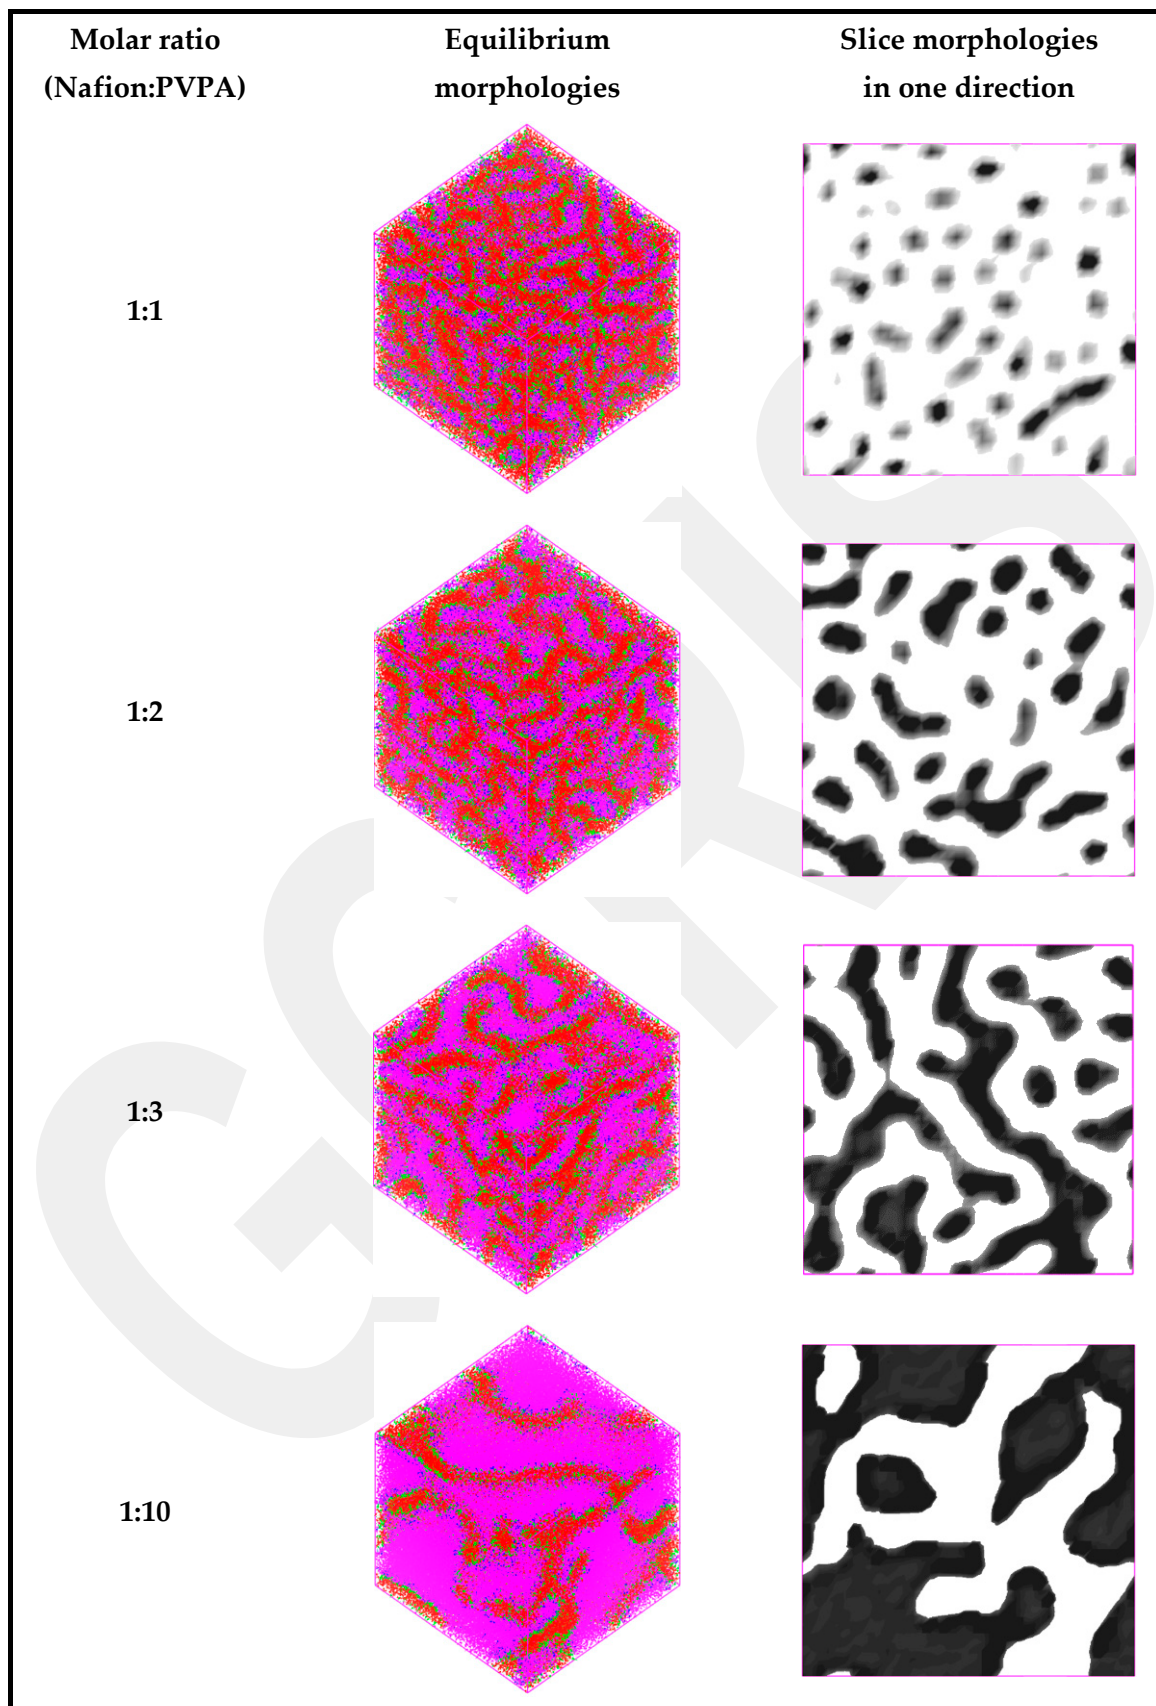 Molar ratio
(Nafion:PVPA)
Equilibrium
morphologies
Slice morphologies
in one direction
1:1
1:2
1:3
1:10